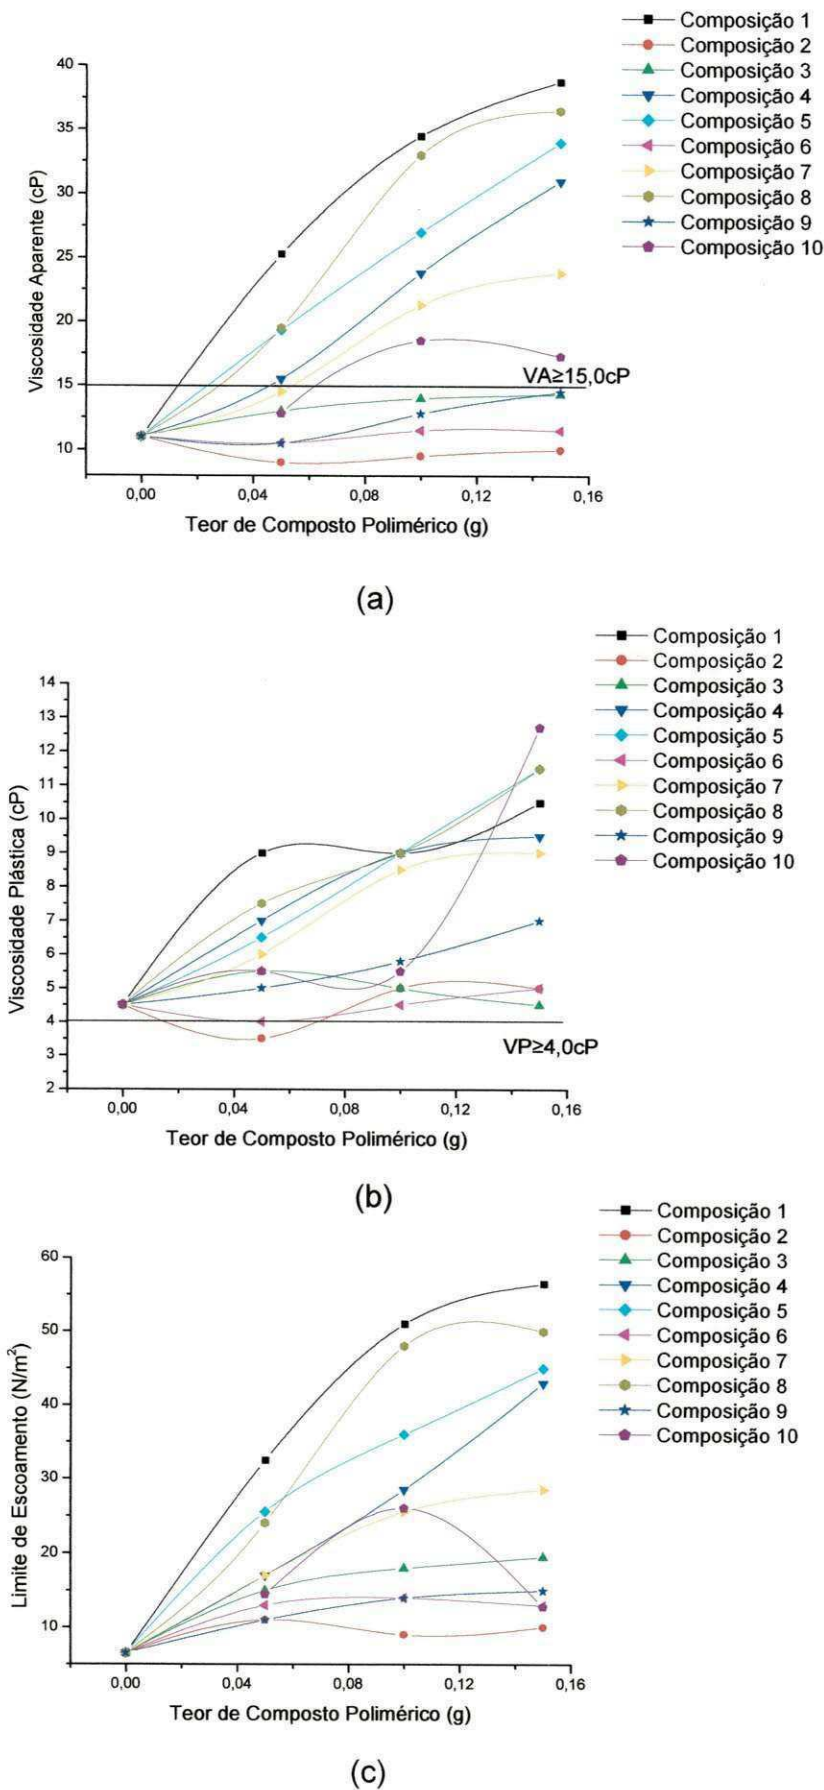 Composição 1
Composição 2
Composição 3
Composição 4
Composição 5
Composição 6
Composição 7
Composição 8
Composição 9
Composição 10
40
35
30
25
20
15
10
Viscosidade Aparente (cP)
VA≥15,0cP
0,00 0,04 0,08 0,12 0,16
Teor de Composto Polimérico (g)
(a)
Composição 1
Composição 2
Composição 3
Composição 4
Composição 5
Composição 6
Composição 7
Composição 8
Composição 9
Composição 10
14
13
12
11
10
9
8
7
6
5
4
3
2
Viscosidade Plástica (cP)
VP≥4,0cP
0,00 0,04 0,08 0,12 0,16
Teor de Composto Polimérico (g)
(b)
Composição 1
Composição 2
Composição 3
Composição 4
Composição 5
Composição 6
Composição 7
Composição 8
Composição 9
Composição 10
60
50
40
30
20
10
Limite de Escoamento (N/m²)
0,00 0,04 0,08 0,12 0,16
Teor de Composto Polimérico (g)
(c)